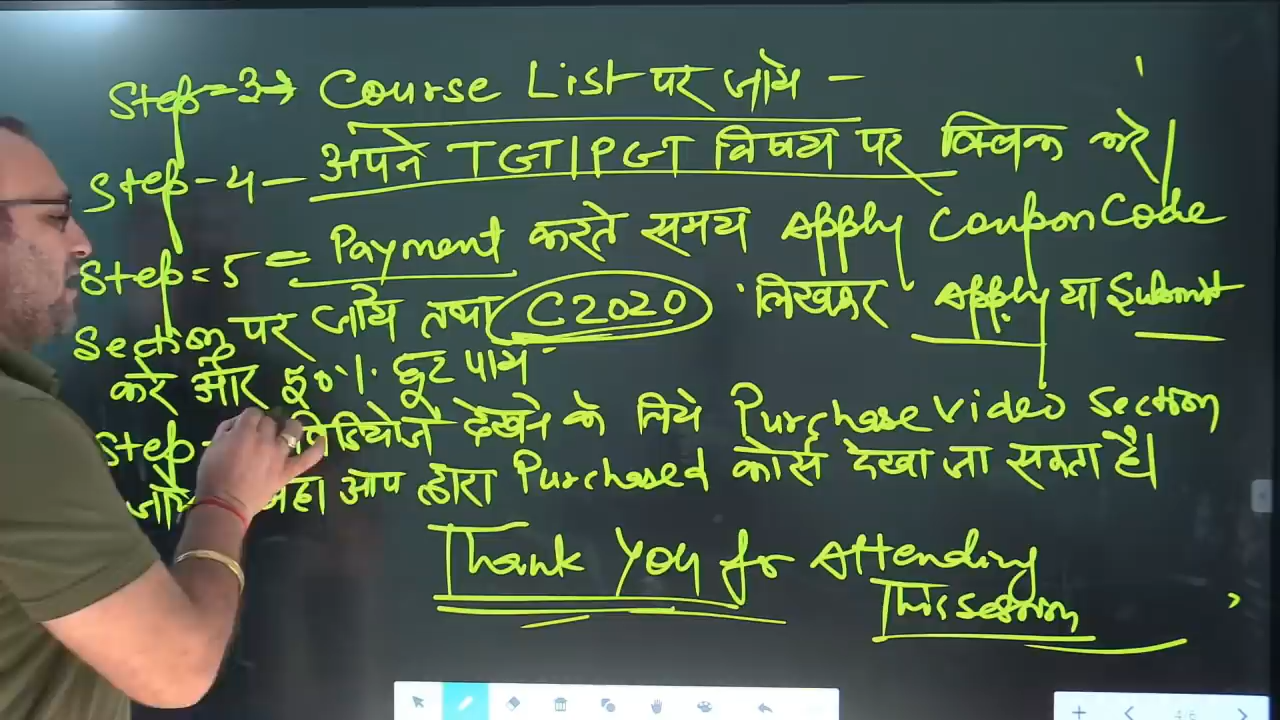 Step-3→ Course List पर जाये –
Step-4– अपने TGT/PGT विषय पर क्लिक करे|
Step=5= Payment करते समय Apply Coupon Code
Section पर जाये तथा C2020 लिखकर apply या Submit
करे और 50%. छूट पाये
Step- देखने के लिये Purchase Video Section
आप द्वारा Purchased कोर्स देखा जा सकता है।
Thank You for Attending
This Session
4/6